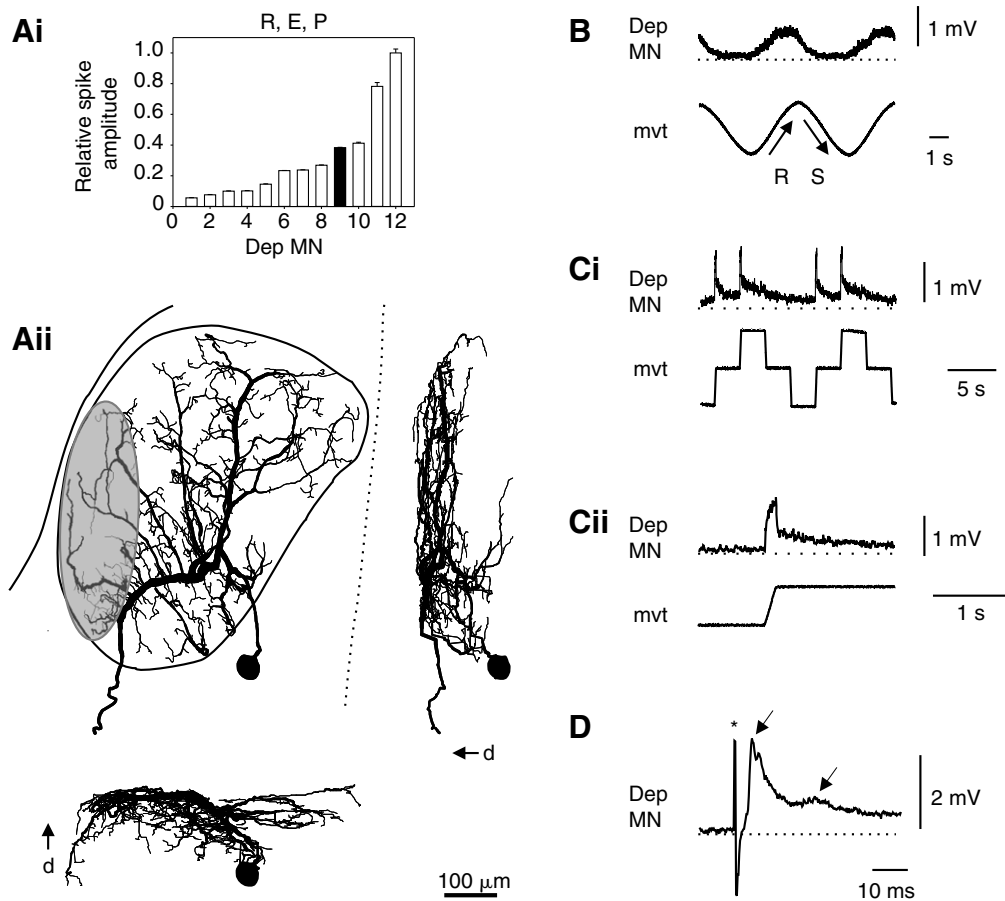 Ai
R, E, P
Relative spike
amplitude
1.0
0.8
0.6
0.4
0.2
0
0 2 4 6 8 10 12
Dep MN
Aii
d
d
100 µm
B
Dep
MN
1 mV
mvt
R S
1 s
Ci
Dep
MN
1 mV
mvt
5 s
Cii
Dep
MN
1 mV
mvt
1 s
D
*
Dep
MN
2 mV
10 ms